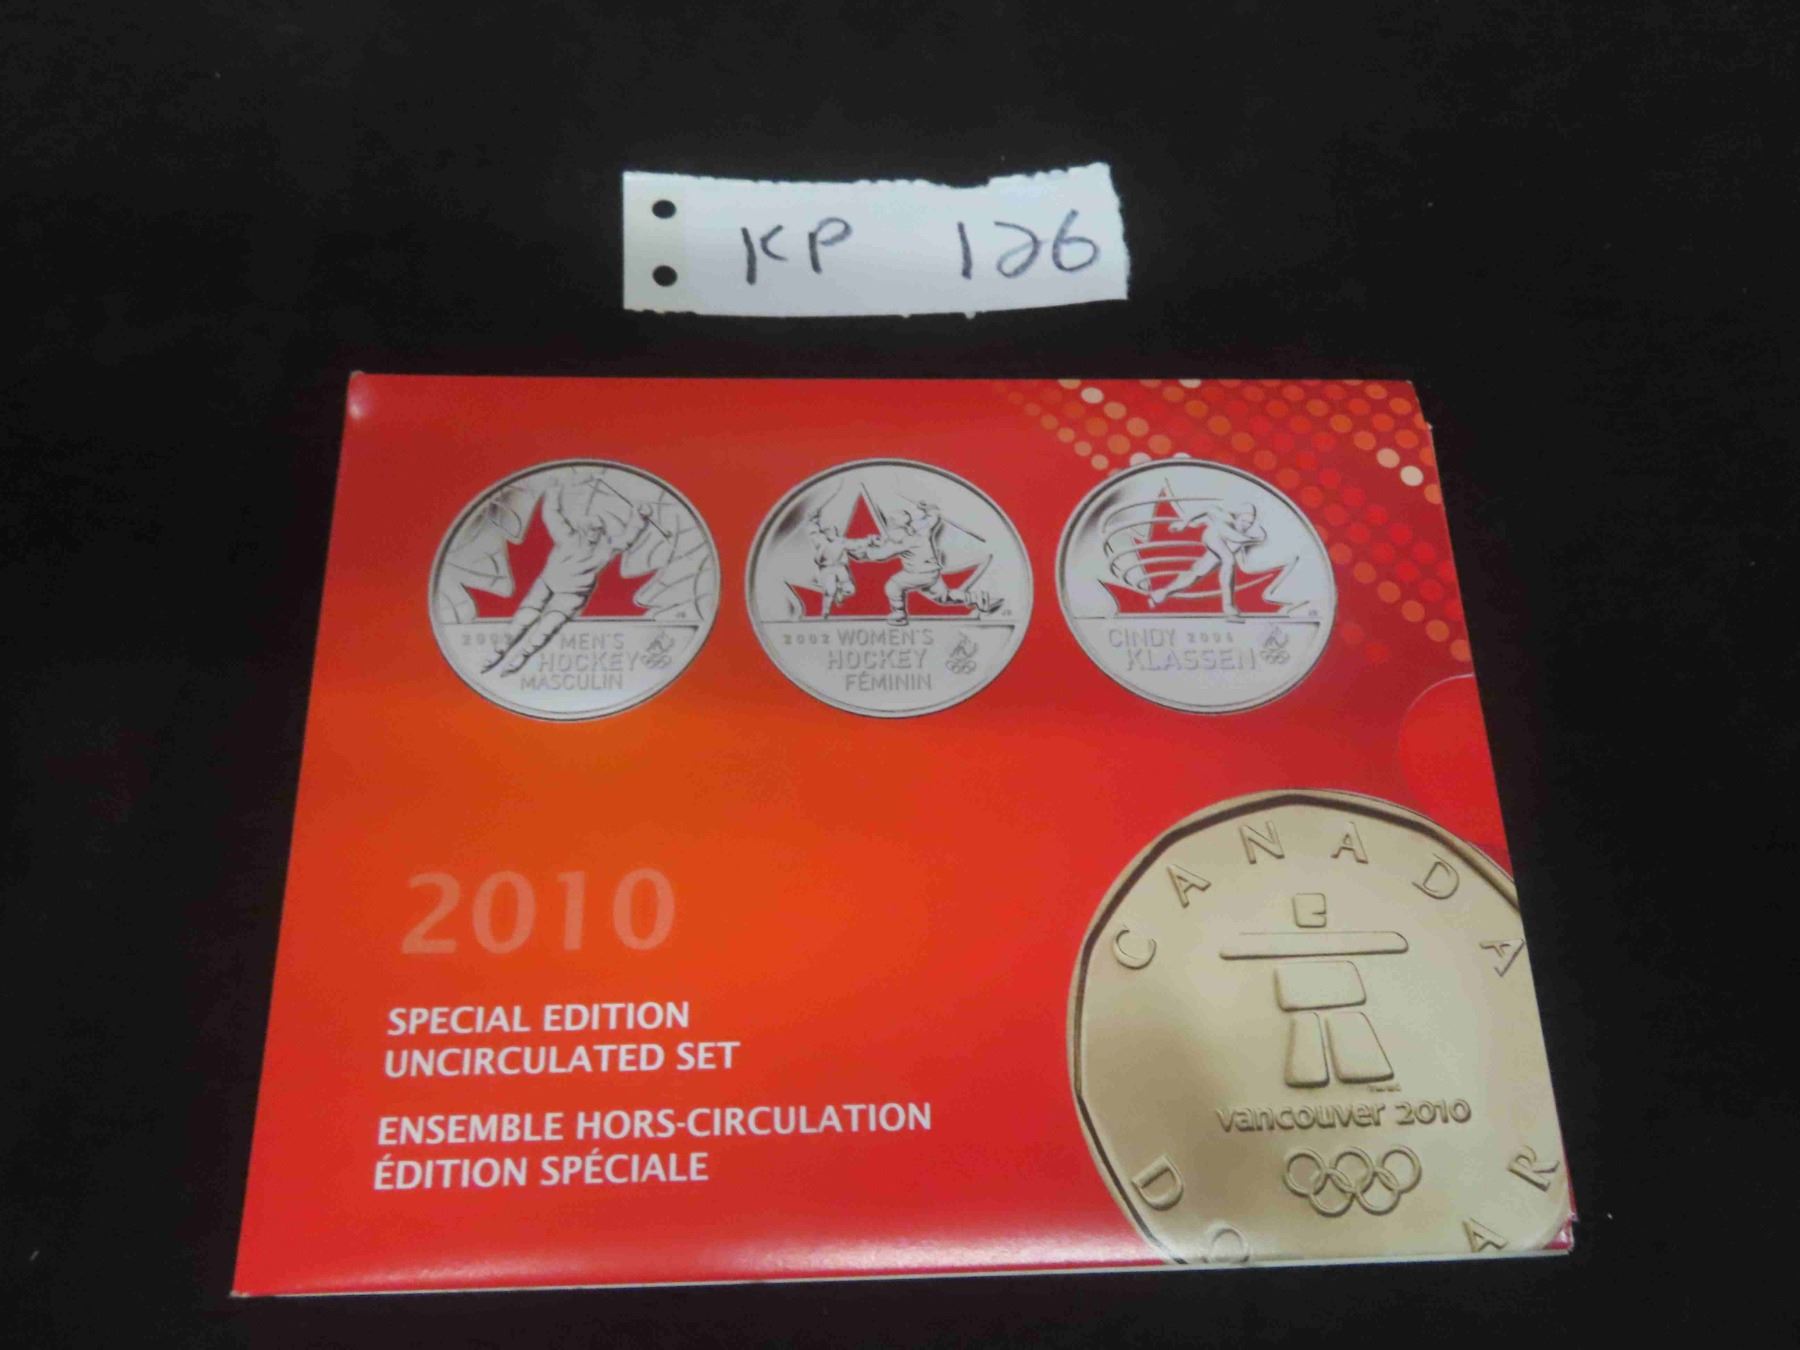 KP 126
2002 MEN'S
HOCKEY
MASCULIN
2002 WOMEN'S
HOCKEY
FÉMININ
CINDY 2006
KLASSEN
2010
SPECIAL EDITION
UNCIRCULATED SET
ENSEMBLE HORS-CIRCULATION
ÉDITION SPÉCIALE
CANADA
vancouver 2010
DOLLAR